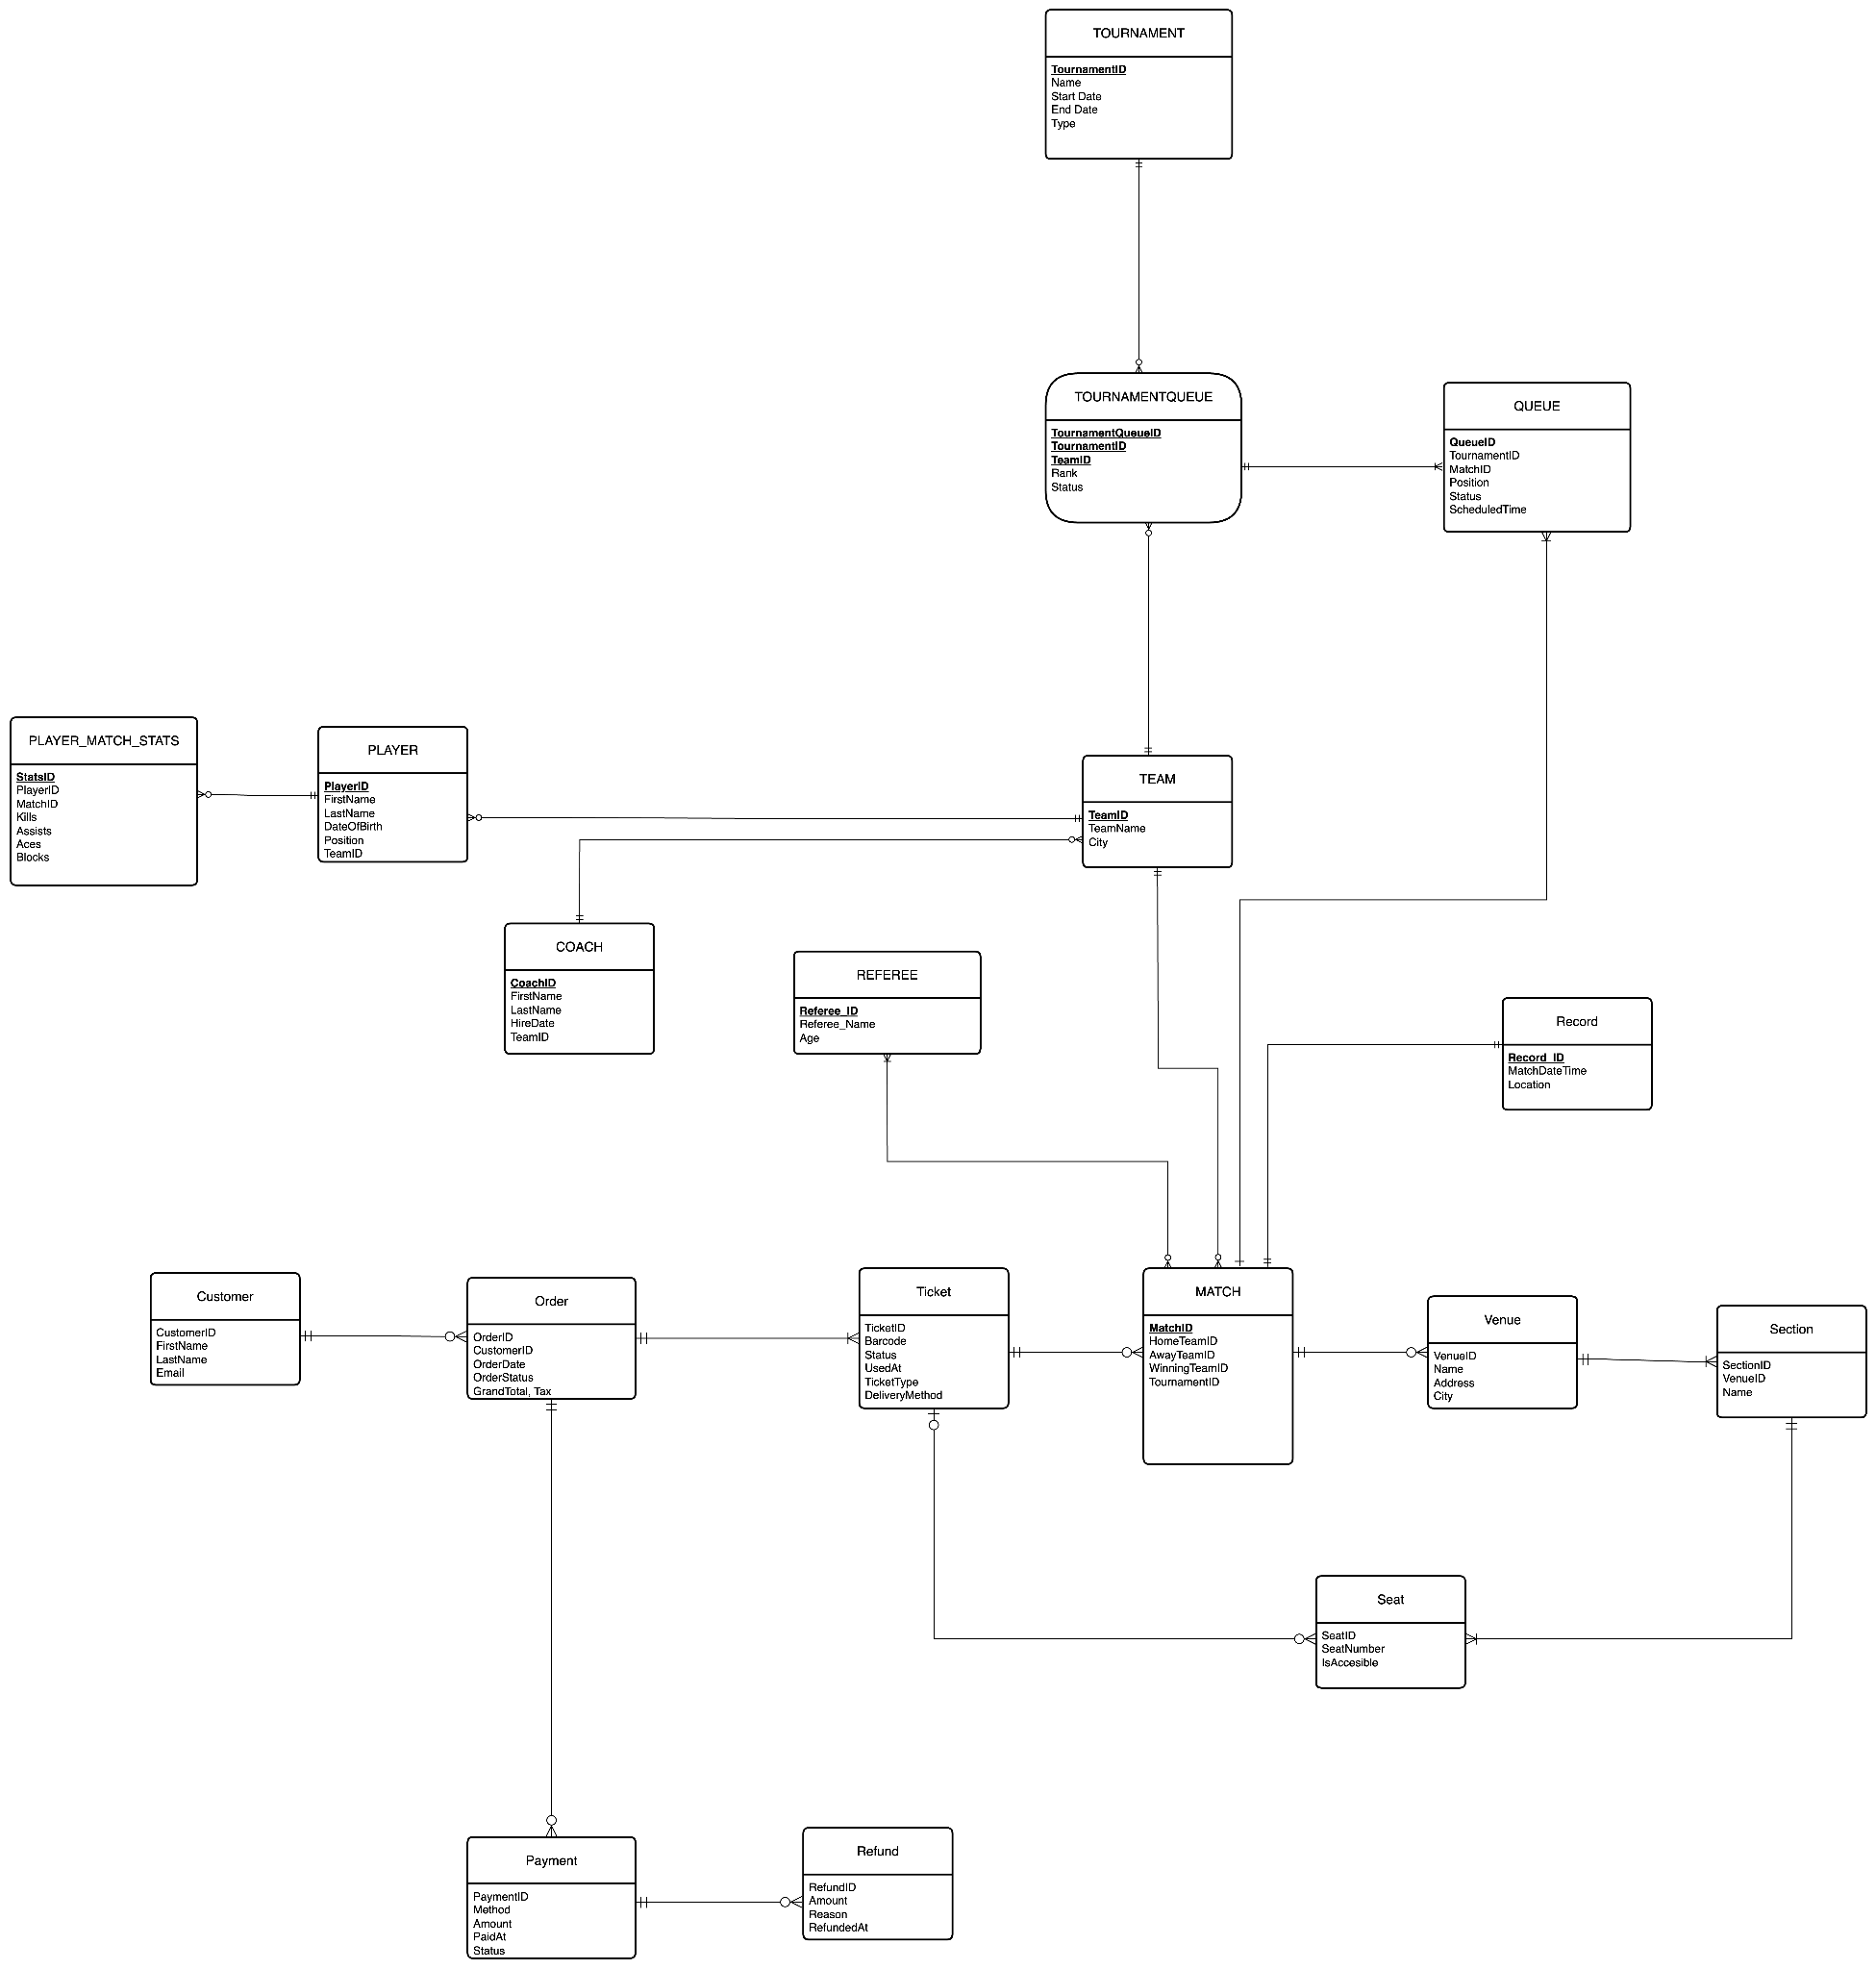 TOURNAMENT
TournamentID
Name
Start Date
End Date
Type
TOURNAMENTQUEUE
TournamentQueueID
TournamentID
TeamID
Rank
Status
QUEUE
QueueID
TournamentID
MatchID
Position
Status
ScheduledTime
PLAYER_MATCH_STATS
StatsID
PlayerID
MatchID
Kills
Assists
Aces
Blocks
PLAYER
PlayerID
FirstName
LastName
DateOfBirth
Position
TeamID
TEAM
TeamID
TeamName
City
COACH
CoachID
FirstName
LastName
HireDate
TeamID
REFEREE
Referee_ID
Referee_Name
Age
Record
Record_ID
MatchDateTime
Location
Customer
CustomerID
FirstName
LastName
Email
Order
OrderID
CustomerID
OrderDate
OrderStatus
GrandTotal, Tax
Ticket
TicketID
Barcode
Status
UsedAt
TicketType
DeliveryMethod
MATCH
MatchID
HomeTeamID
AwayTeamID
WinningTeamID
TournamentID
Venue
VenueID
Name
Address
City
Section
SectionID
VenueID
Name
Seat
SeatID
SeatNumber
IsAccesible
Payment
PaymentID
Method
Amount
PaidAt
Status
Refund
RefundID
Amount
Reason
RefundedAt